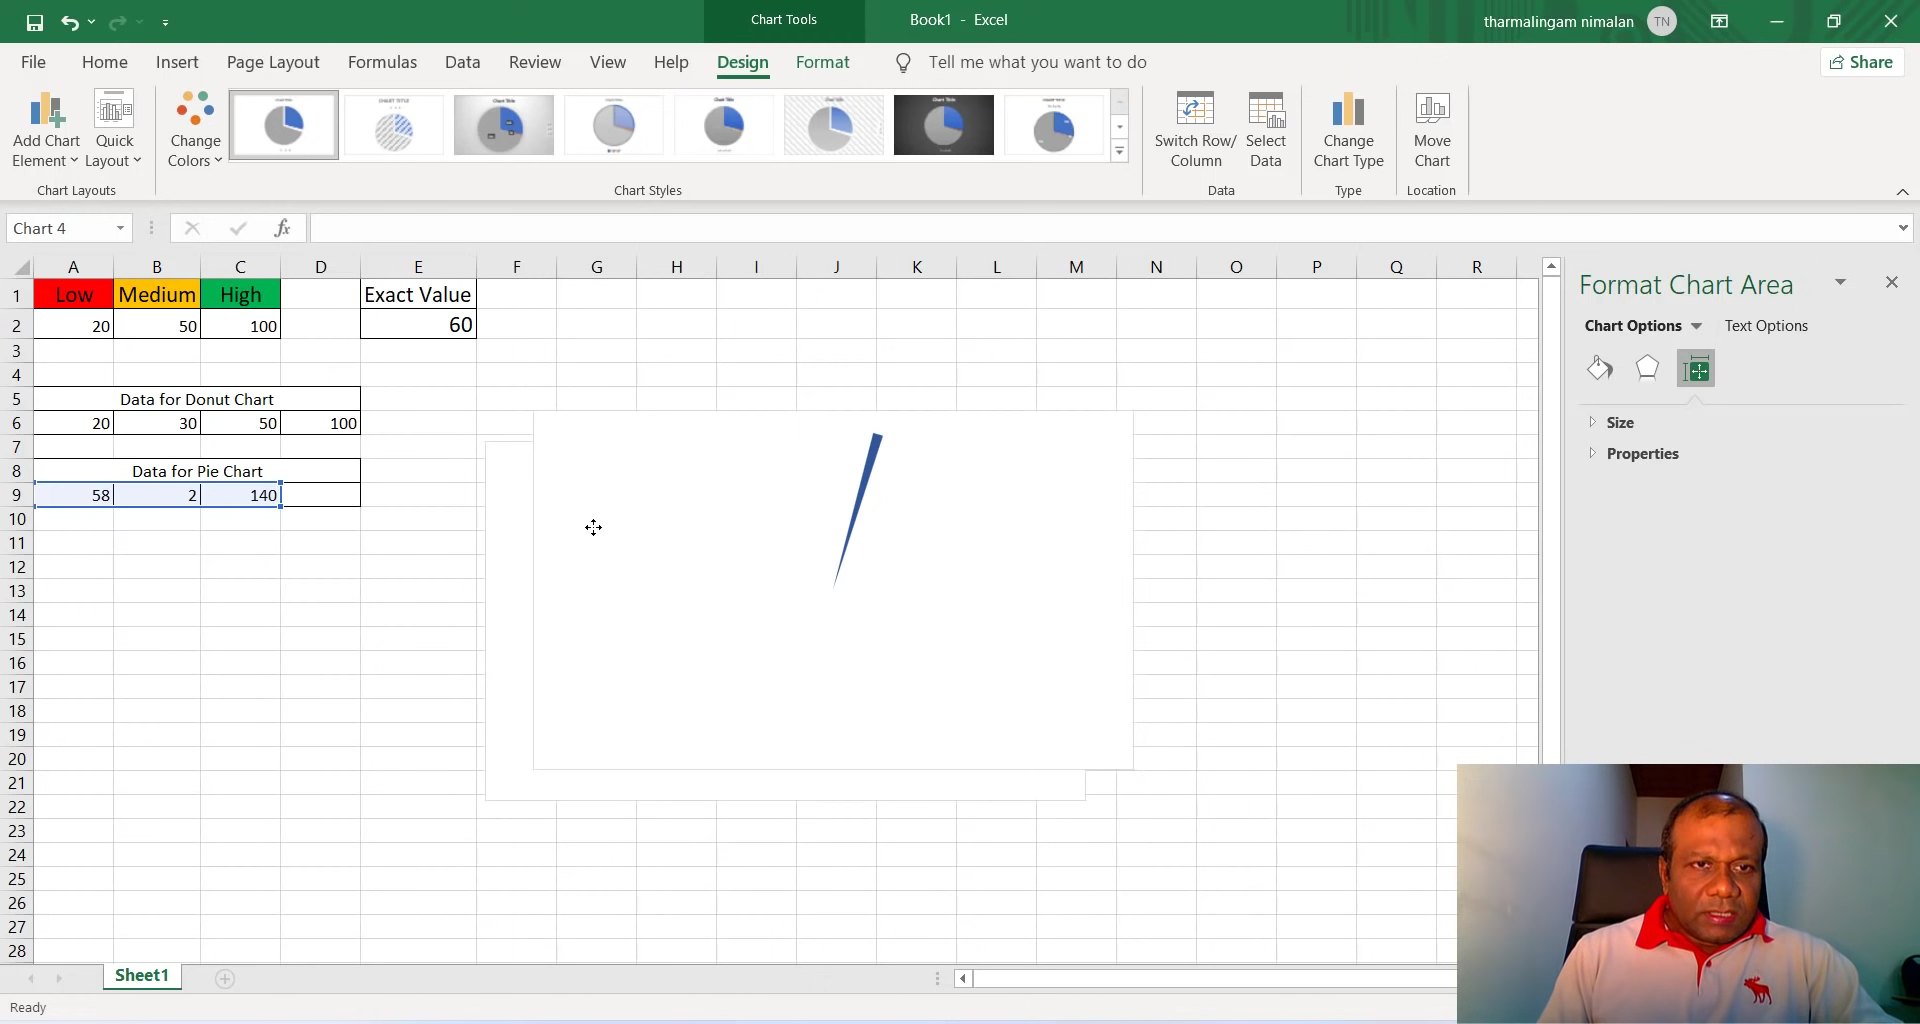 Chart Tools
Book1 - Excel
tharmalingam nimalan
TN
File Home Insert Page Layout Formulas Data Review View Help Design Format Tell me what you want to do Share
Add Chart Element
Quick Layout
Change Colors
Switch Row/ Column
Select Data
Change Chart Type
Move Chart
Chart Layouts
Chart Styles
Data
Type
Location
Chart 4
fx
A B C D E F G H I J K L M N O P Q R
1 Low Medium High Exact Value
2 20 50 100 60
3
4
5 Data for Donut Chart
6 20 30 50 100
7
8 Data for Pie Chart
9 58 2 140
10
11
12
13
14
15
16
17
18
19
20
21
22
23
24
25
26
27
28
Format Chart Area
Chart Options Text Options
Size
Properties
Sheet1
Ready